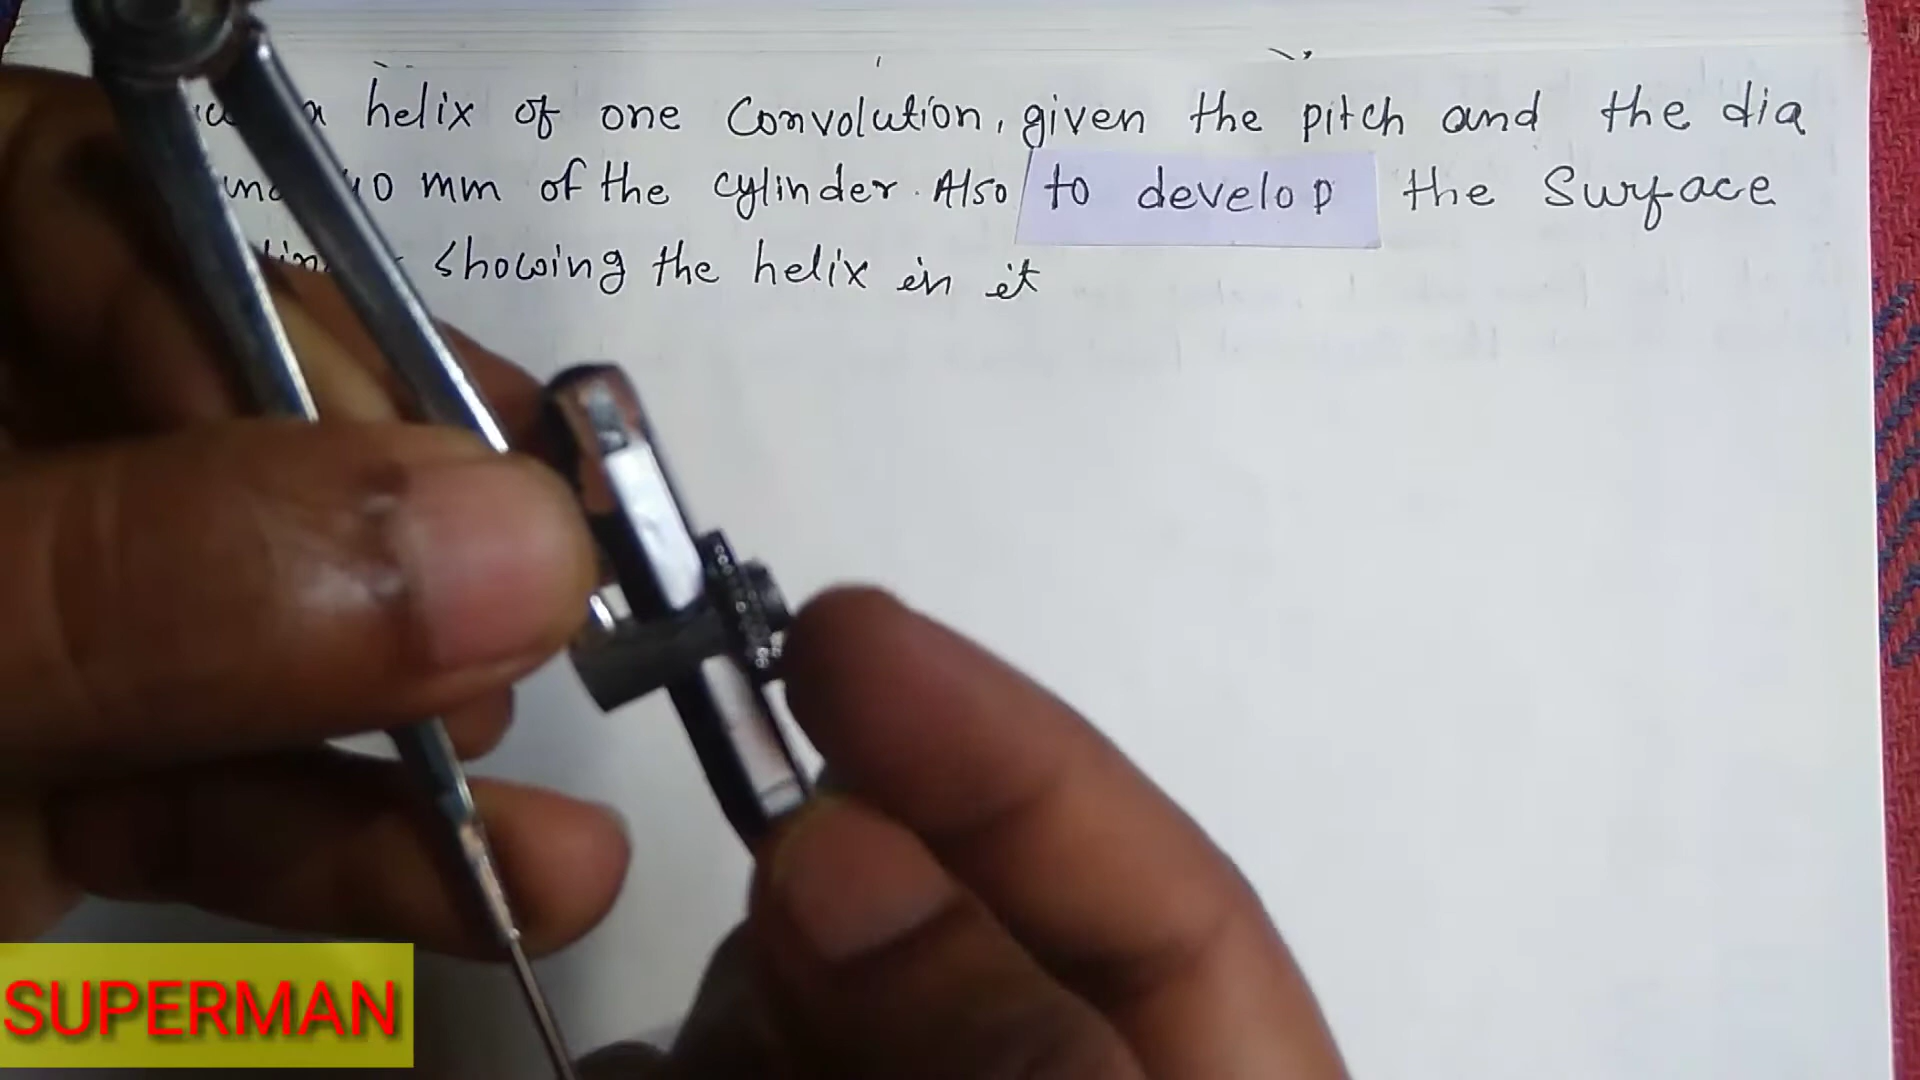 helix of one Convolution, given the pitch and the dia
mm of the cylinder. Also to develop the Surface
showing the helix in it
SUPERMAN